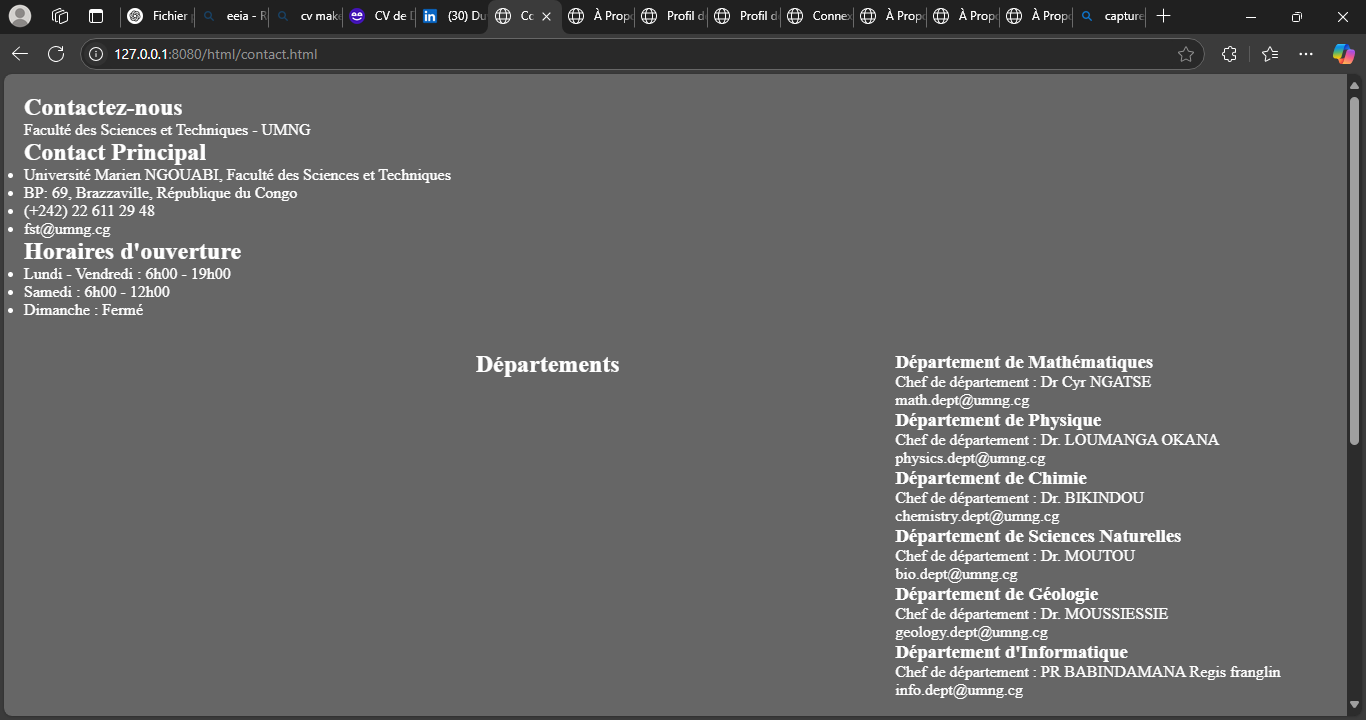 Fichier
eeia - R
cv make
CV de
(30) Du
Cc
À Propo
Profil d
Profil d
Connex
À Propo
À Propo
À Propo
capture
127.0.0.1:8080/html/contact.html
Contactez-nous
Faculté des Sciences et Techniques - UMNG
Contact Principal
• Université Marien NGOUABI, Faculté des Sciences et Techniques
• BP: 69, Brazzaville, République du Congo
• (+242) 22 611 29 48
• fst@umng.cg
Horaires d'ouverture
• Lundi - Vendredi : 6h00 - 19h00
• Samedi : 6h00 - 12h00
• Dimanche : Fermé
Départements
Département de Mathématiques
Chef de département : Dr Cyr NGATSE
math.dept@umng.cg
Département de Physique
Chef de département : Dr. LOUMANGA OKANA
physics.dept@umng.cg
Département de Chimie
Chef de département : Dr. BIKINDOU
chemistry.dept@umng.cg
Département de Sciences Naturelles
Chef de département : Dr. MOUTOU
bio.dept@umng.cg
Département de Géologie
Chef de département : Dr. MOUSSIESSIE
geology.dept@umng.cg
Département d'Informatique
Chef de département : PR BABINDAMANA Regis franglin
info.dept@umng.cg